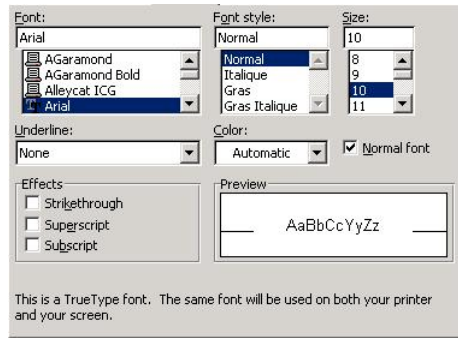 Font:
Font style:
Size:
Arial
Normal
10
AGaramond
AGaramond Bold
Alleycat ICG
Arial
Normal
Italique
Gras
Gras Italique
8
9
10
11
Underline:
Color:
None
Automatic
Normal font
Effects
Strikethrough
Superscript
Subscript
Preview
AaBbCcYyZz
This is a TrueType font. The same font will be used on both your printer
and your screen.